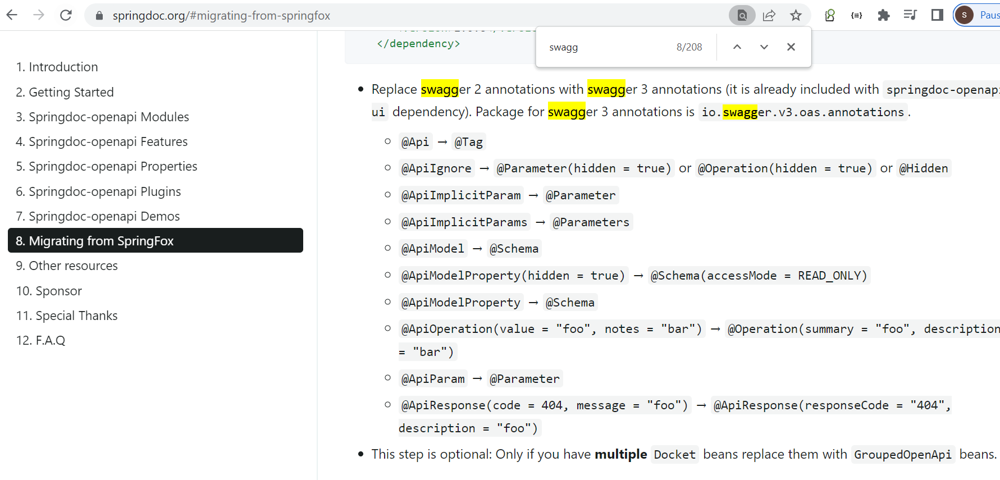 springdoc.org/#migrating-from-springfox
S
Paus
swagg
8/208
</dependency>
1. Introduction
2. Getting Started
3. Springdoc-openapi Modules
4. Springdoc-openapi Features
5. Springdoc-openapi Properties
6. Springdoc-openapi Plugins
7. Springdoc-openapi Demos
8. Migrating from SpringFox
9. Other resources
10. Sponsor
11. Special Thanks
12. F.A.Q
• Replace swagger 2 annotations with swagger 3 annotations (it is already included with springdoc-openapi
ui dependency). Package for swagger 3 annotations is io.swagger.v3.oas.annotations.
○ @Api → @Tag
○ @ApiIgnore → @Parameter(hidden = true) or @Operation(hidden = true) or @Hidden
○ @ApiImplicitParam → @Parameter
○ @ApiImplicitParams → @Parameters
○ @ApiModel → @Schema
○ @ApiModelProperty(hidden = true) → @Schema(accessMode = READ_ONLY)
○ @ApiModelProperty → @Schema
○ @ApiOperation(value = "foo", notes = "bar") → @Operation(summary = "foo", description
= "bar")
○ @ApiParam → @Parameter
○ @ApiResponse(code = 404, message = "foo") → @ApiResponse(responseCode = "404",
description = "foo")
• This step is optional: Only if you have multiple Docket beans replace them with GroupedOpenApi beans.